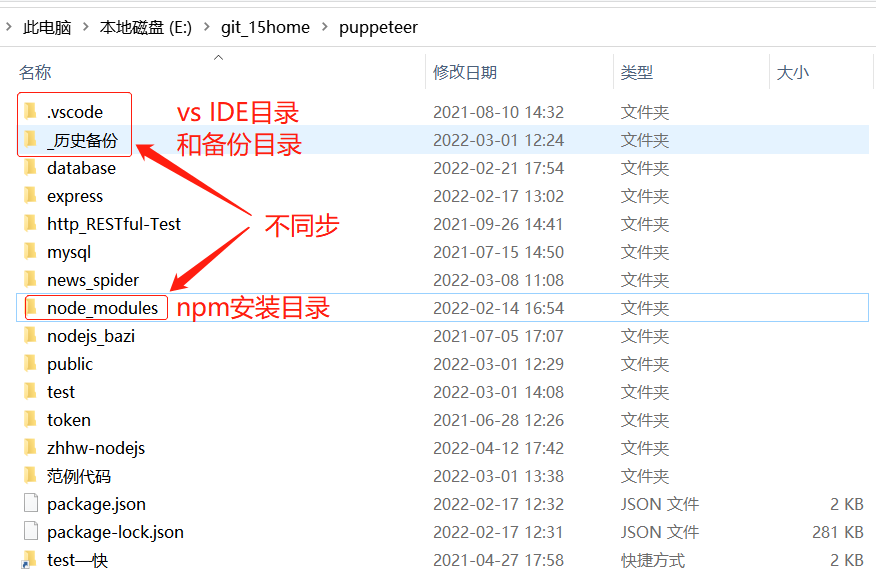 此电脑 > 本地磁盘 (E:) > git_15home > puppeteer
名称 修改日期 类型 大小
.vscode 2021-08-10 14:32 文件夹
vs IDE目录
_历史备份 2022-03-01 12:24 文件夹
和备份目录
database 2022-02-21 17:54 文件夹
express 2022-02-17 13:02 文件夹
http_RESTful-Test 2021-09-26 14:41 文件夹
不同步
mysql 2021-07-15 14:50 文件夹
news_spider 2022-03-08 11:08 文件夹
node_modules 2022-02-14 16:54 文件夹
npm安装目录
nodejs_bazi 2021-07-05 17:07 文件夹
public 2022-03-01 12:29 文件夹
test 2022-03-01 14:08 文件夹
token 2021-06-28 12:26 文件夹
zhhw-nodejs 2022-04-12 17:42 文件夹
范例代码 2022-03-01 13:38 文件夹
package.json 2022-02-17 12:32 JSON 文件 2 KB
package-lock.json 2022-02-17 12:31 JSON 文件 281 KB
test—快 2021-04-27 17:58 快捷方式 2 KB